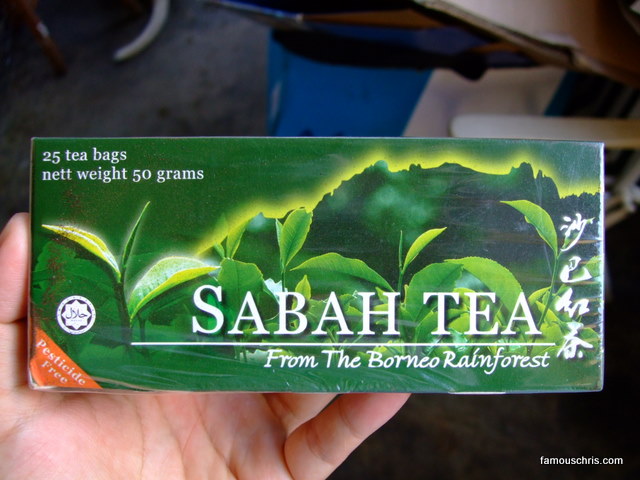 25 tea bags
nett weight 50 grams
沙巴红茶
حلال
SABAH TEA
From The Borneo Rainforest
Pesticide
Free
famouschris.com